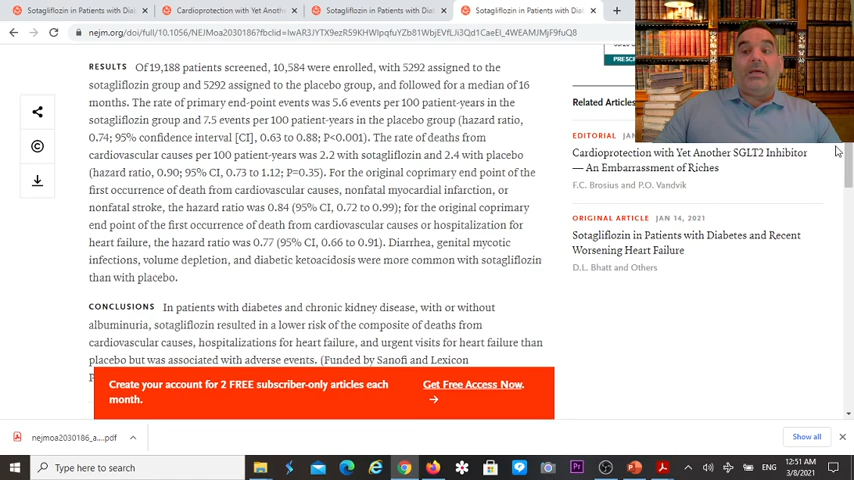 Sotagliflozin in Patients with Dia
Cardioprotection with Yet Anoth
Sotagliflozin in Patients with Dia
Sotagliflozin in Patients with Dia
nejm.org/doi/full/10.1056/NEJMoa2030186?fbclid=
RESULTS Of 19,188 patients screened, 10,584 were enrolled, with 5292 assigned to the
sotagliflozin group and 5292 assigned to the placebo group, and followed for a median of 16
months. The rate of primary end-point events was 5.6 events per 100 patient-years in the
sotagliflozin group and 7.5 events per 100 patient-years in the placebo group (hazard ratio,
0.74; 95% confidence interval [CI], 0.63 to 0.88; P<0.001). The rate of deaths from
cardiovascular causes per 100 patient-years was 2.2 with sotagliflozin and 2.4 with placebo
(hazard ratio, 0.90; 95% CI, 0.73 to 1.12; P=0.35). For the original coprimary end point of the
first occurrence of death from cardiovascular causes, nonfatal myocardial infarction, or
nonfatal stroke, the hazard ratio was 0.84 (95% CI, 0.72 to 0.99); for the original coprimary
end point of the first occurrence of death from cardiovascular causes or hospitalization for
heart failure, the hazard ratio was 0.77 (95% CI, 0.66 to 0.91). Diarrhea, genital mycotic
infections, volume depletion, and diabetic ketoacidosis were more common with sotagliflozin
than with placebo.
CONCLUSIONS In patients with diabetes and chronic kidney disease, with or without
albuminuria, sotagliflozin resulted in a lower risk of the composite of deaths from
cardiovascular causes, hospitalizations for heart failure, and urgent visits for heart failure than
placebo but was associated with adverse events. (Funded by Sanofi and Lexicon
Create your account for 2 FREE subscriber-only articles each
month.
Get Free Access Now.
→
PRESC
Related Articles
EDITORIAL JAN
Cardioprotection with Yet Another SGLT2 Inhibitor
— An Embarrassment of Riches
F.C. Brosius and P.O. Vandvik
ORIGINAL ARTICLE JAN 14, 2021
Sotagliflozin in Patients with Diabetes and Recent
Worsening Heart Failure
D.L. Bhatt and Others
nejmoa2030186_a....pdf
Show all
Type here to search
ENG
12:51 AM
3/8/2021